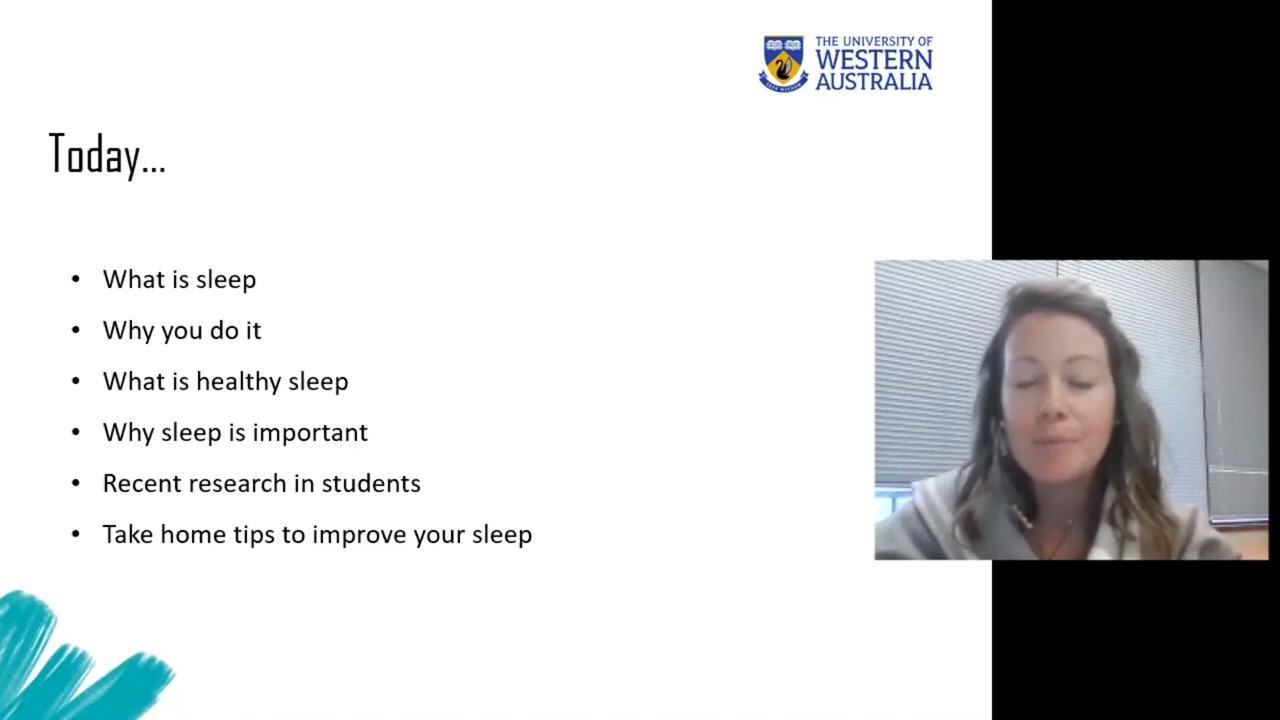 THE UNIVERSITY OF
WESTERN
AUSTRALIA
Today...
• What is sleep
• Why you do it
• What is healthy sleep
• Why sleep is important
• Recent research in students
• Take home tips to improve your sleep